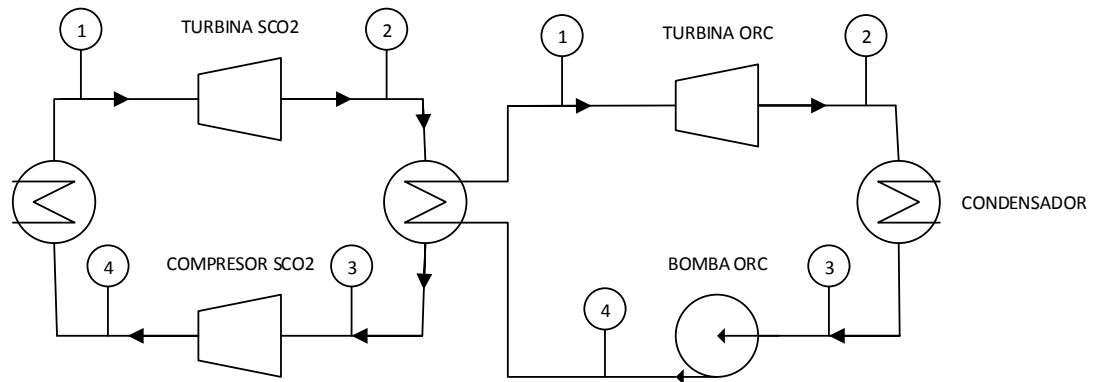 1
TURBINA SCO2
2
1
TURBINA ORC
2
CONDENSADOR
4
COMPRESOR SCO2
3
4
BOMBA ORC
3